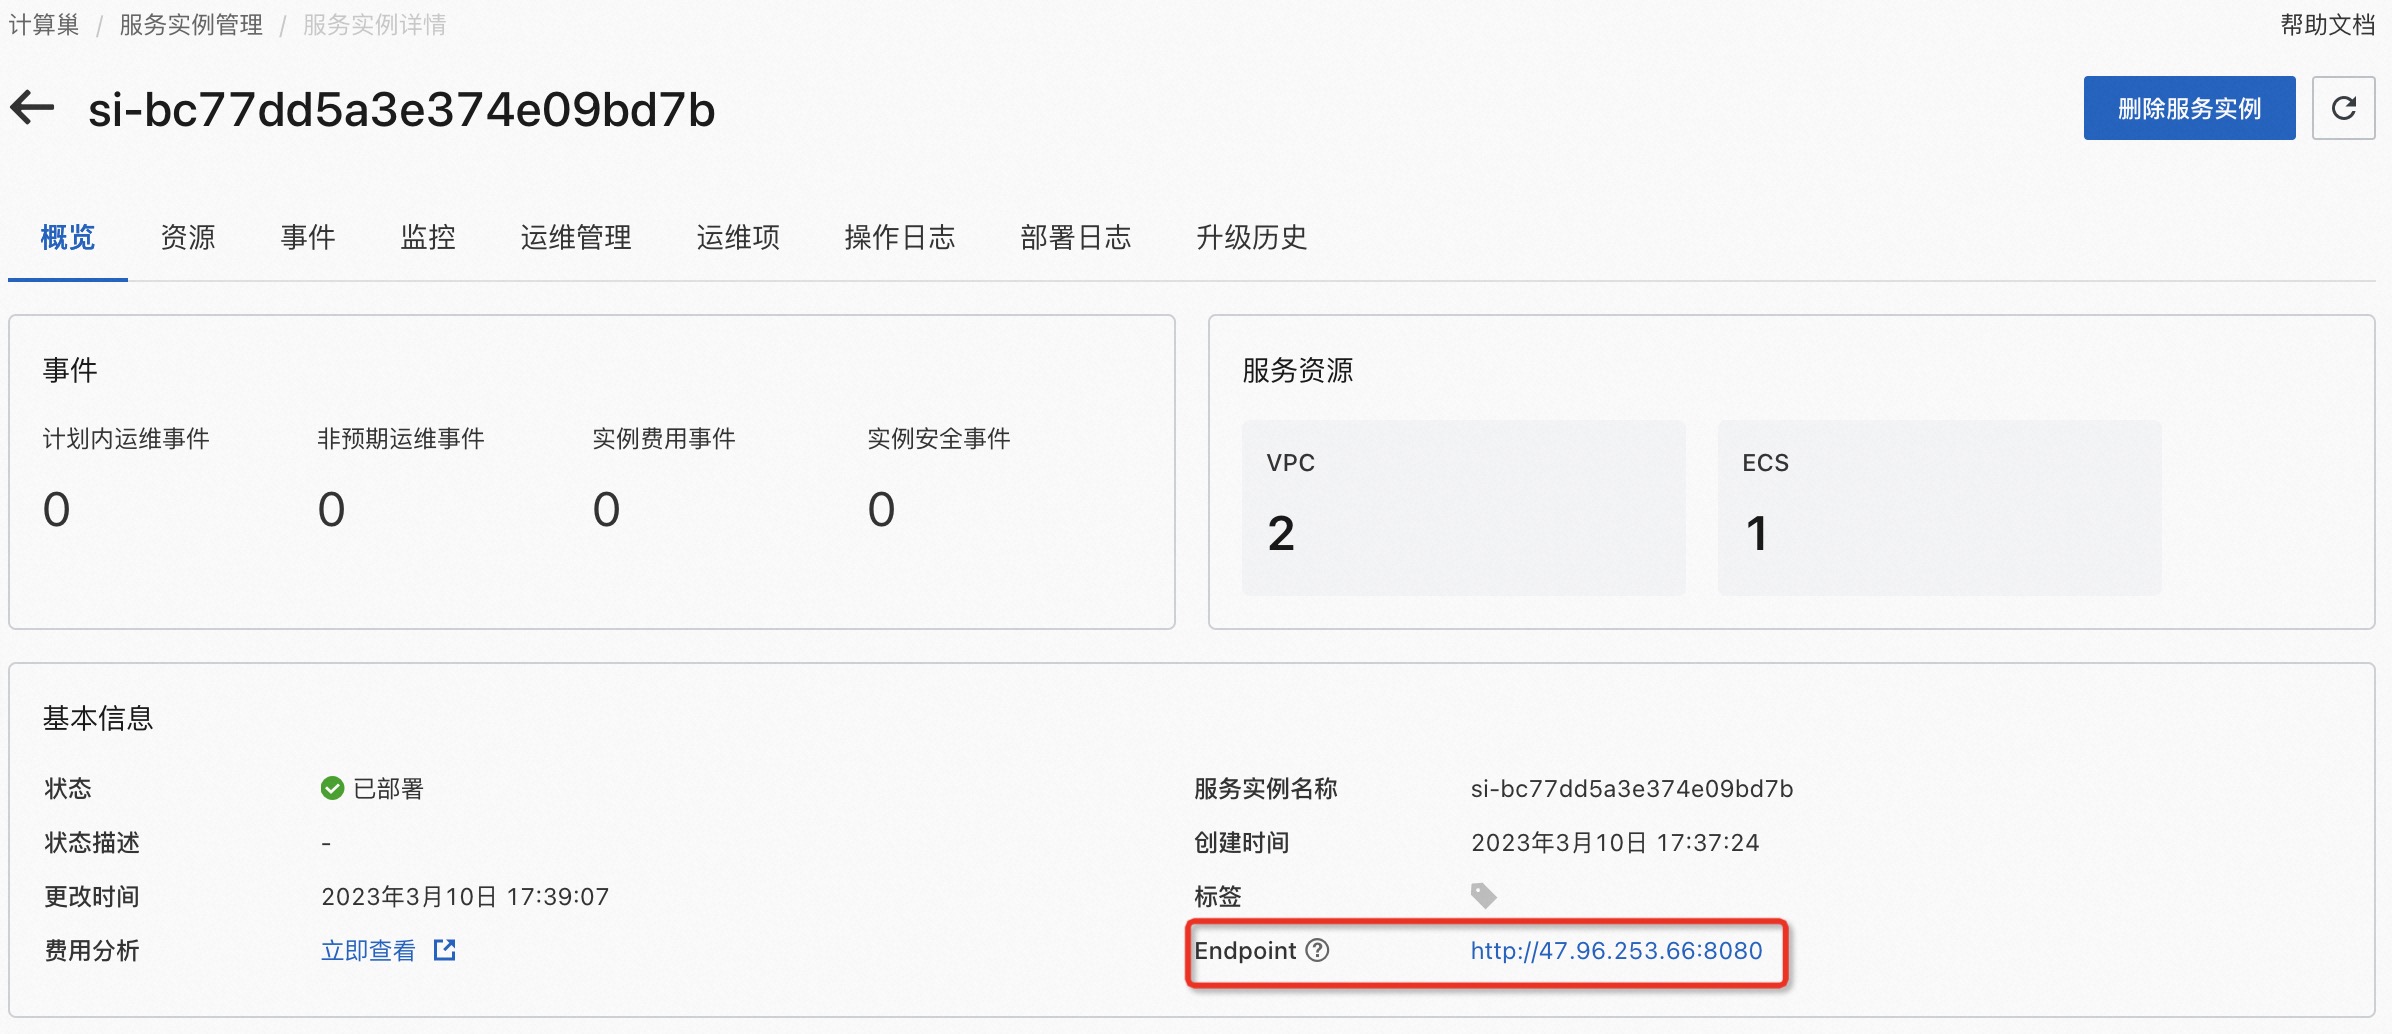 计算巢 / 服务实例管理 / 服务实例详情
帮助文档
si-bc77dd5a3e374e09bd7b
删除服务实例
概览 资源 事件 监控 运维管理 运维项 操作日志 部署日志 升级历史
事件
计划内运维事件 非预期运维事件 实例费用事件 实例安全事件
0 0 0 0
服务资源
VPC
2
ECS
1
基本信息
状态 已部署
服务实例名称 si-bc77dd5a3e374e09bd7b
状态描述 -
创建时间 2023年3月10日 17:37:24
更改时间 2023年3月10日 17:39:07
标签
费用分析 立即查看
Endpoint ? http://47.96.253.66:8080